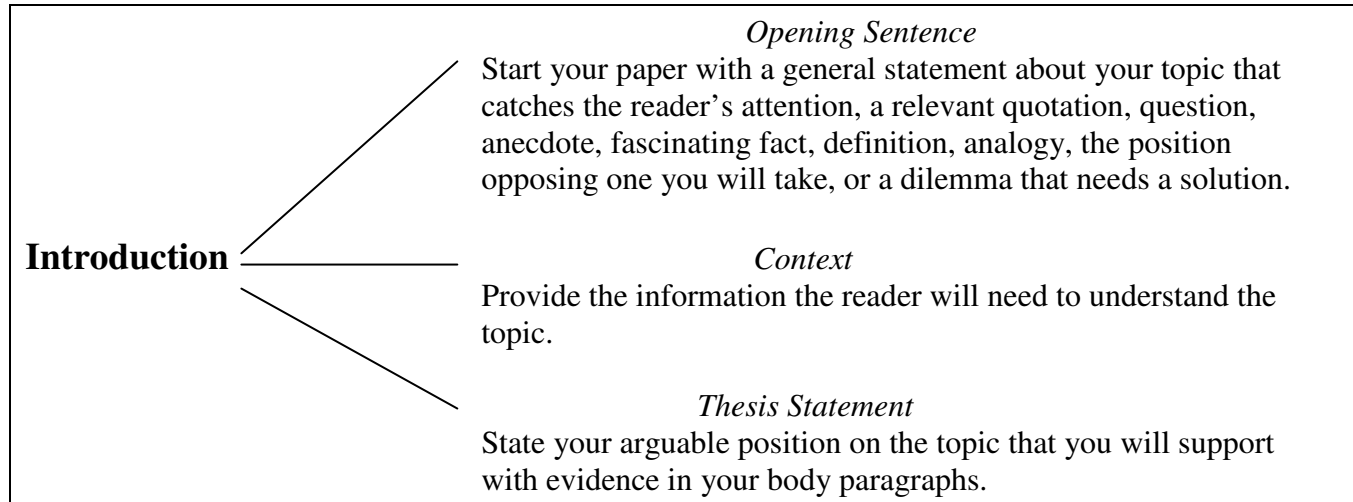 Opening Sentence
Start your paper with a general statement about your topic that
catches the reader’s attention, a relevant quotation, question,
anecdote, fascinating fact, definition, analogy, the position
opposing one you will take, or a dilemma that needs a solution.
Introduction
Context
Provide the information the reader will need to understand the
topic.
Thesis Statement
State your arguable position on the topic that you will support
with evidence in your body paragraphs.